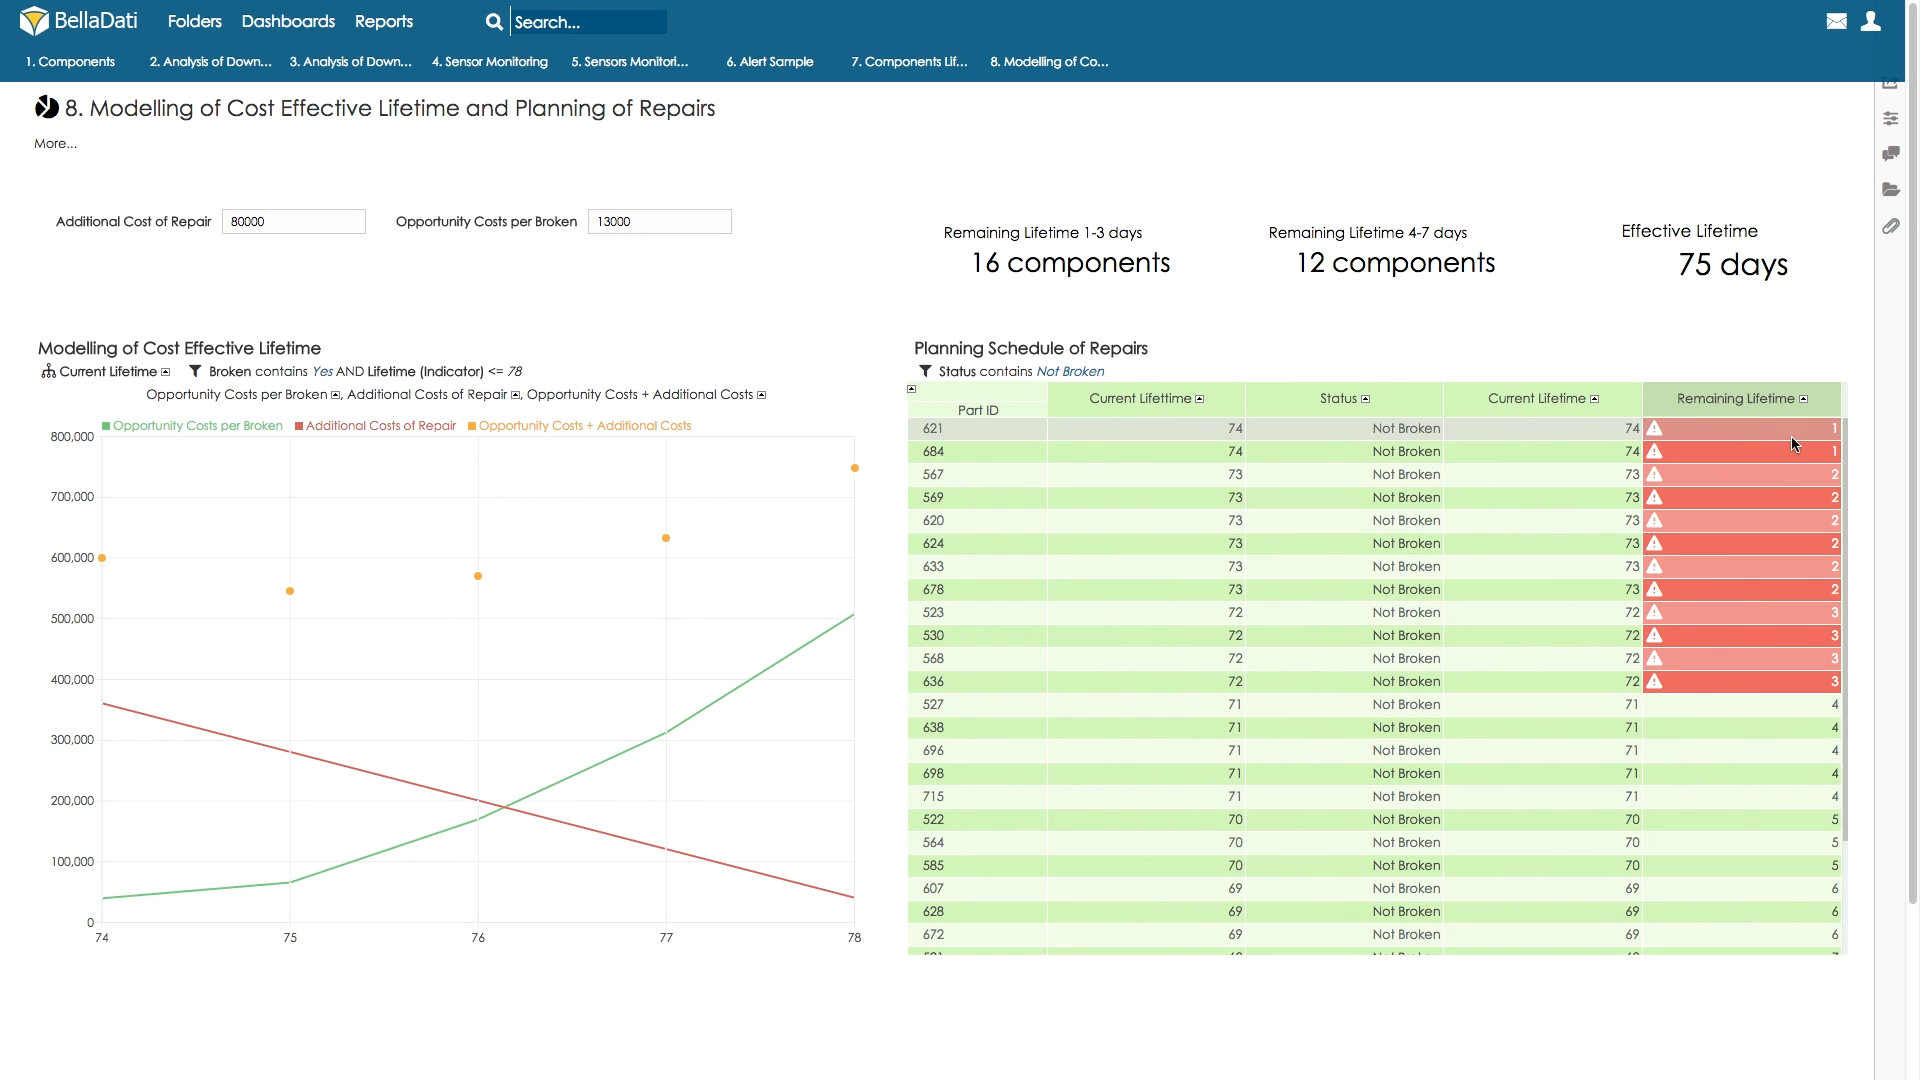 BellaDati Folders Dashboards Reports Search...
1. Components 2. Analysis of Down... 3. Analysis of Down... 4. Sensor Monitoring 5. Sensors Monitori... 6. Alert Sample 7. Components Lif... 8. Modelling of Co...
8. Modelling of Cost Effective Lifetime and Planning of Repairs
More...
Additional Cost of Repair 80000 Opportunity Costs per Broken 13000
Remaining Lifetime 1-3 days Remaining Lifetime 4-7 days Effective Lifetime
16 components 12 components 75 days
Modelling of Cost Effective Lifetime
Current Lifetime Broken contains Yes AND Lifetime (Indicator) <= 78
Opportunity Costs per Broken, Additional Costs of Repair, Opportunity Costs + Additional Costs
Opportunity Costs per Broken Additional Costs of Repair Opportunity Costs + Additional Costs
800,000
700,000
600,000
500,000
400,000
300,000
200,000
100,000
0
74 75 76 77 78
Planning Schedule of Repairs
Status contains Not Broken
Part ID Current Lifettime Status Current Lifetime Remaining Lifetime
621 74 Not Broken 74 1
684 74 Not Broken 74 1
567 73 Not Broken 73 2
569 73 Not Broken 73 2
620 73 Not Broken 73 2
624 73 Not Broken 73 2
633 73 Not Broken 73 2
678 73 Not Broken 73 2
523 72 Not Broken 72 3
530 72 Not Broken 72 3
568 72 Not Broken 72 3
636 72 Not Broken 72 3
527 71 Not Broken 71 4
638 71 Not Broken 71 4
696 71 Not Broken 71 4
698 71 Not Broken 71 4
715 71 Not Broken 71 4
522 70 Not Broken 70 5
564 70 Not Broken 70 5
585 70 Not Broken 70 5
607 69 Not Broken 69 6
628 69 Not Broken 69 6
672 69 Not Broken 69 6